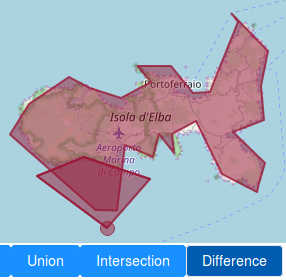 Portoferraio
Isola d'Elba
Aeroporto
Marina
di Campo
Union
Intersection
Difference